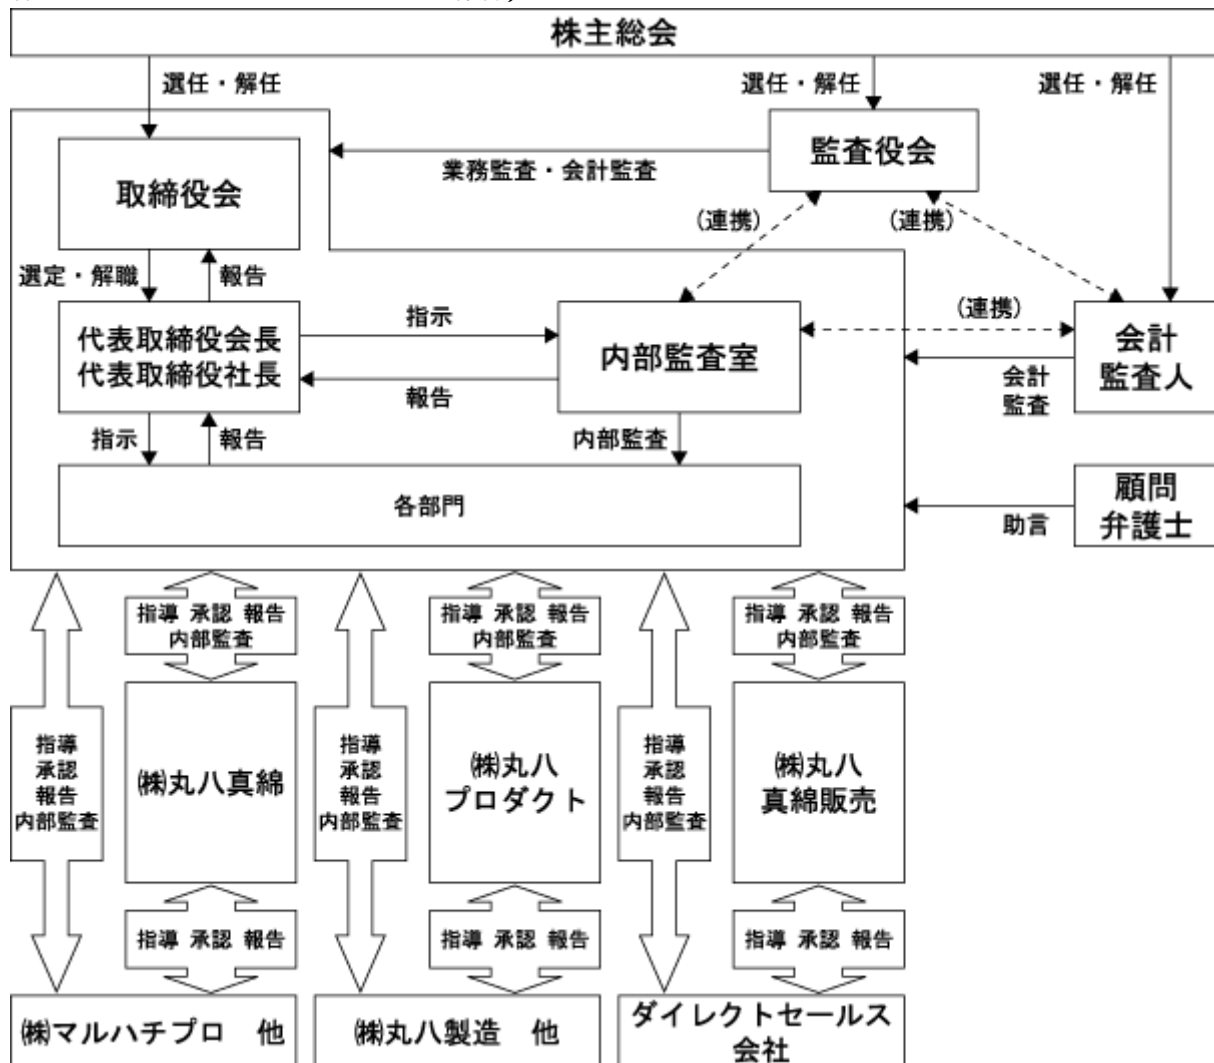 株主総会
選任・解任
選任・解任
選任・解任
監査役会
業務監査・会計監査
取締役会
(連携)
(連携)
選定・解職
報告
代表取締役会長
代表取締役社長
指示
報告
内部監査室
(連携)
会計
監査人
会計
監査
指示
報告
内部監査
各部門
顧問
弁護士
助言
指導 承認 報告
内部監査
指導 承認 報告
内部監査
指導 承認 報告
内部監査
指導
承認
報告
内部監査
㈱丸八真綿
指導
承認
報告
内部監査
㈱丸八
プロダクト
指導
承認
報告
内部監査
㈱丸八
真綿販売
指導 承認 報告
指導 承認 報告
指導 承認 報告
㈱マルハチプロ 他
㈱丸八製造 他
ダイレクトセールス
会社